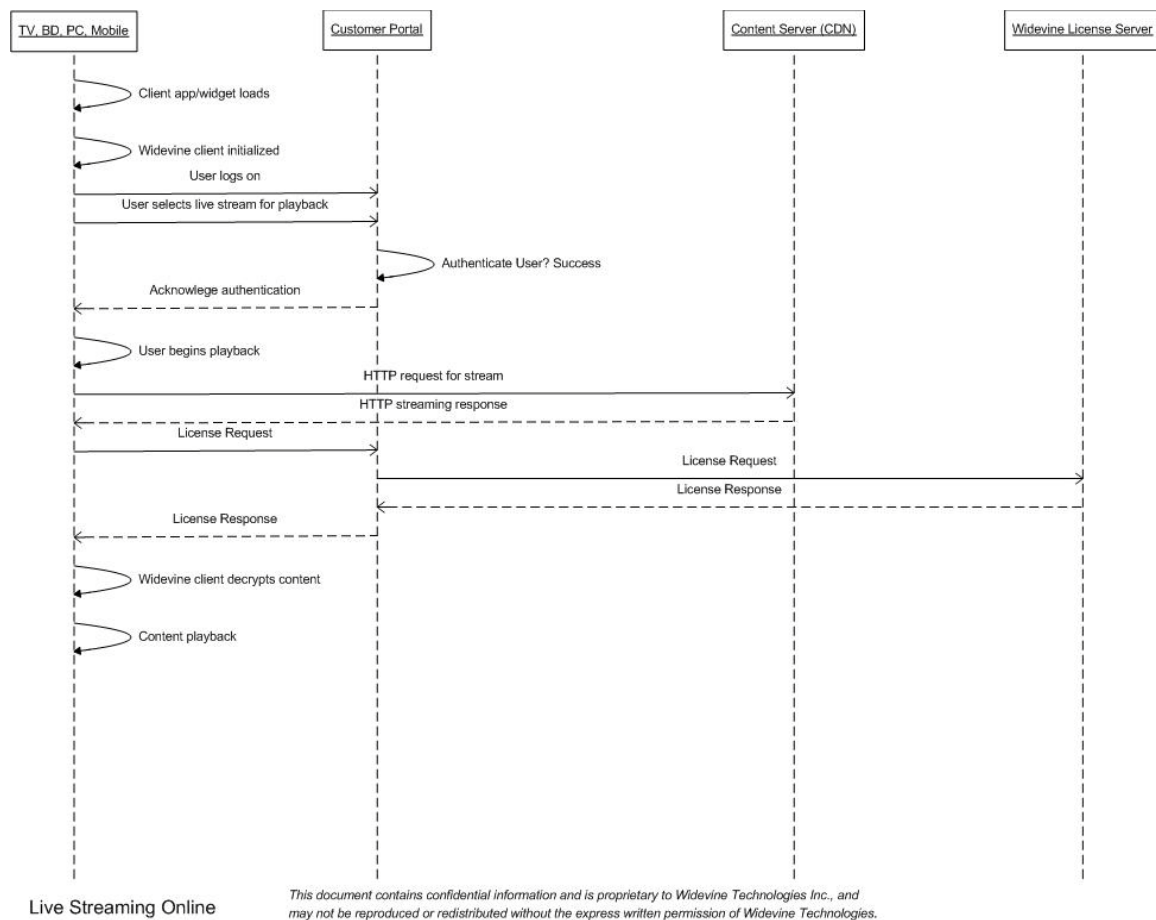 TV, BD, PC, Mobile
Customer Portal
Content Server (CDN)
Widevine License Server
Client app/widget loads
Widevine client initialized
User logs on
User selects live stream for playback
Authenticate User? Success
Acknowlege authentication
User begins playback
HTTP request for stream
HTTP streaming response
License Request
License Request
License Response
License Response
Widevine client decrypts content
Content playback
Live Streaming Online
This document contains confidential information and is proprietary to Widevine Technologies Inc., and
may not be reproduced or redistributed without the express written permission of Widevine Technologies.